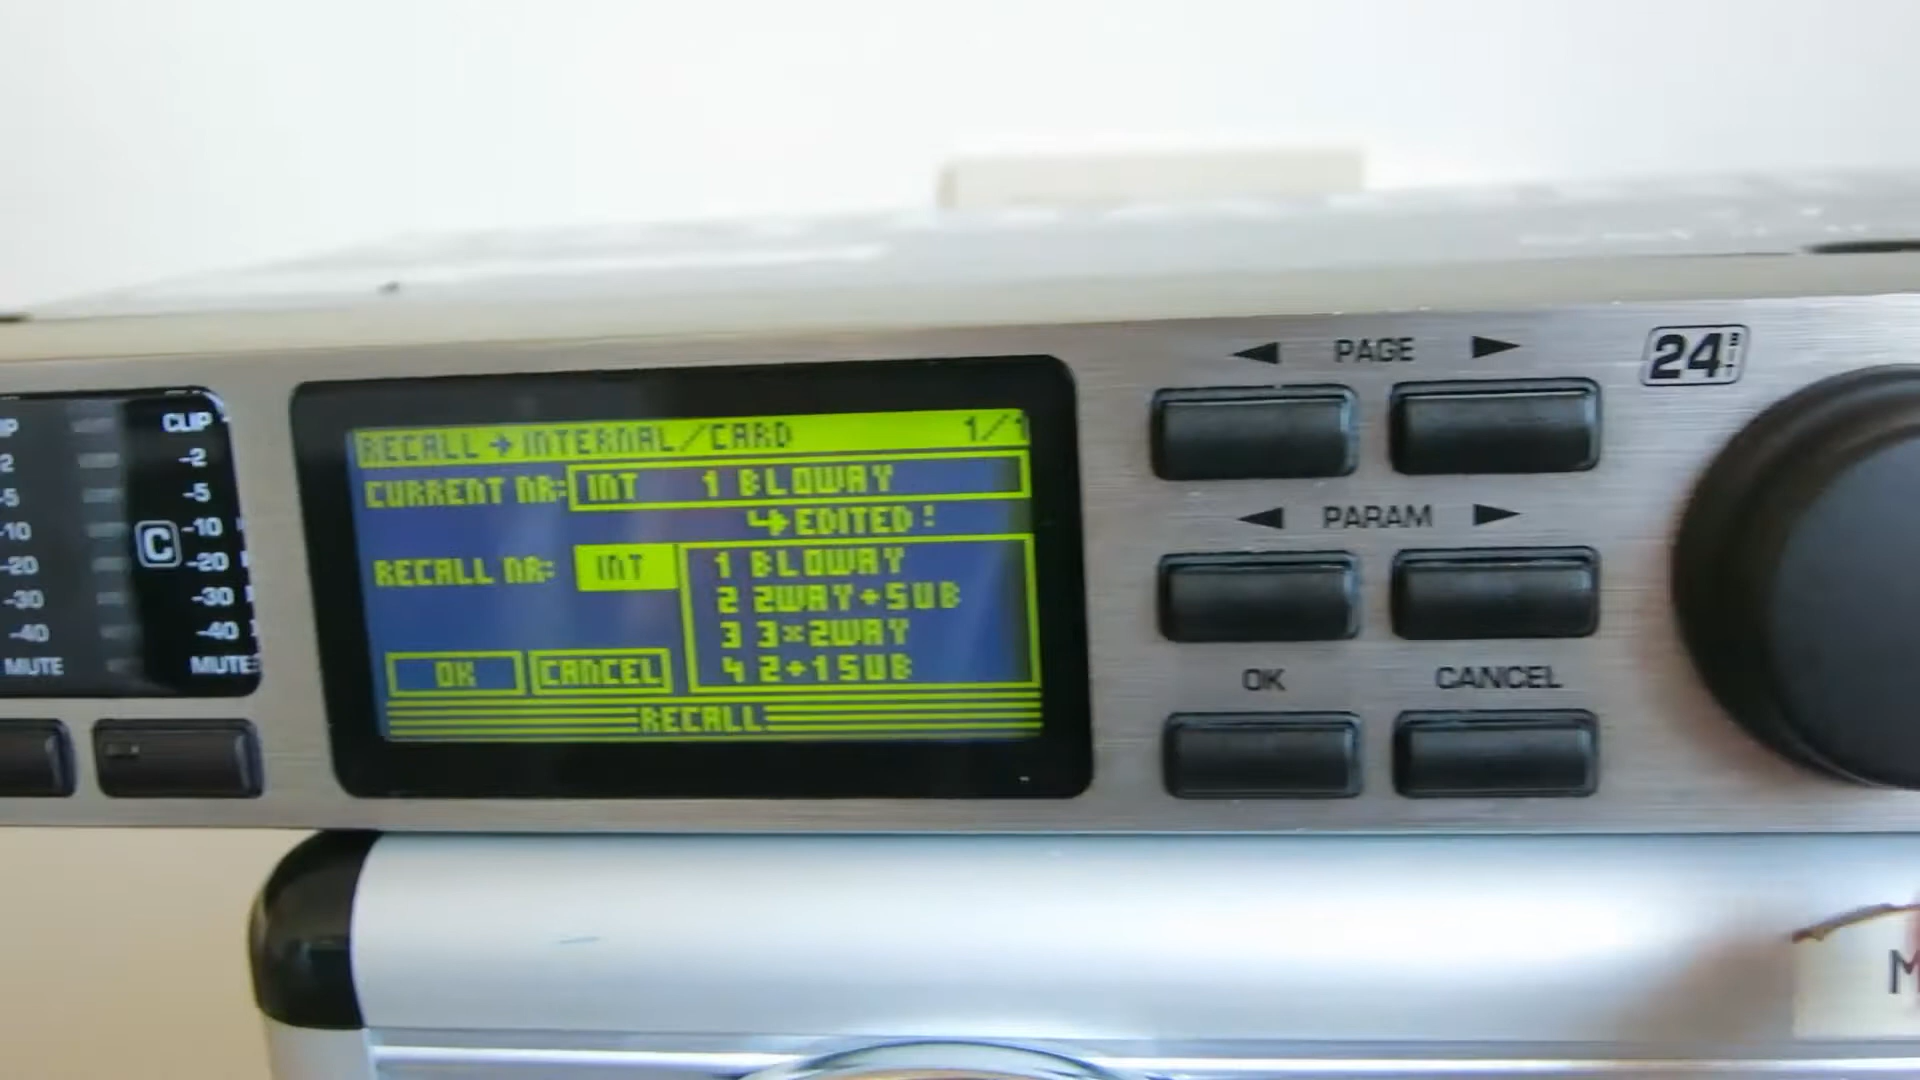 RECALL→INTERNAL/CARD 1/1
CURRENT NR: INT 1 BLOWAY
↳EDITED!
RECALL NR: INT
1 BLOWAY
2 2WAY+SUB
3 3x2WAY
4 2+1SUB
OK CANCEL
RECALL
CLIP
-2
-5
-10
-20
-30
-40
MUTE
C
CLIP
-2
-5
-10
-20
-30
-40
MUTE
◄ PAGE ►
◄ PARAM ►
OK CANCEL
24 BIT